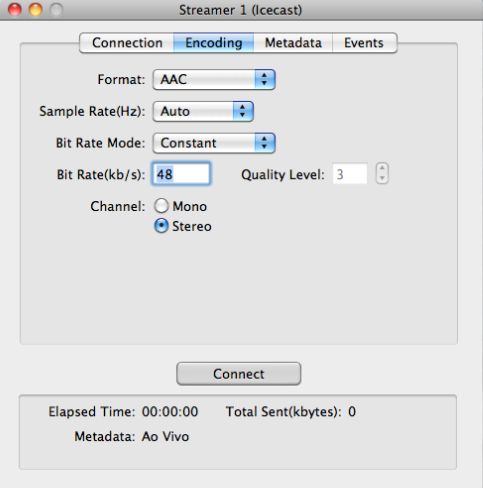 Streamer 1 (Icecast)
Connection Encoding Metadata Events
Format: AAC
Sample Rate(Hz): Auto
Bit Rate Mode: Constant
Bit Rate(kb/s): 48 Quality Level: 3
Channel: Mono
Stereo
Connect
Elapsed Time: 00:00:00 Total Sent(kbytes): 0
Metadata: Ao Vivo